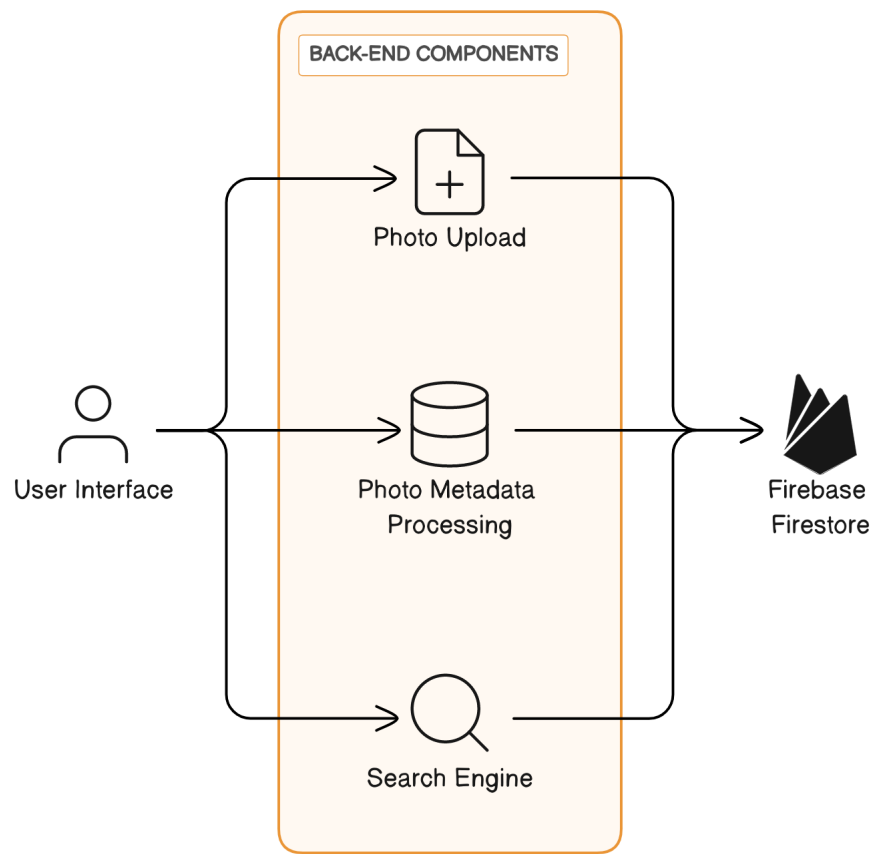 BACK-END COMPONENTS
Photo Upload
User Interface
Photo Metadata
Processing
Firebase
Firestore
Search Engine